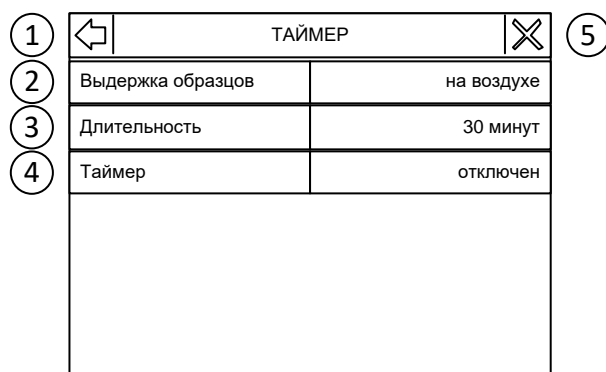 1 ТАЙМЕР 5
2 Выдержка образцов на воздухе
3 Длительность 30 минут
4 Таймер отключен